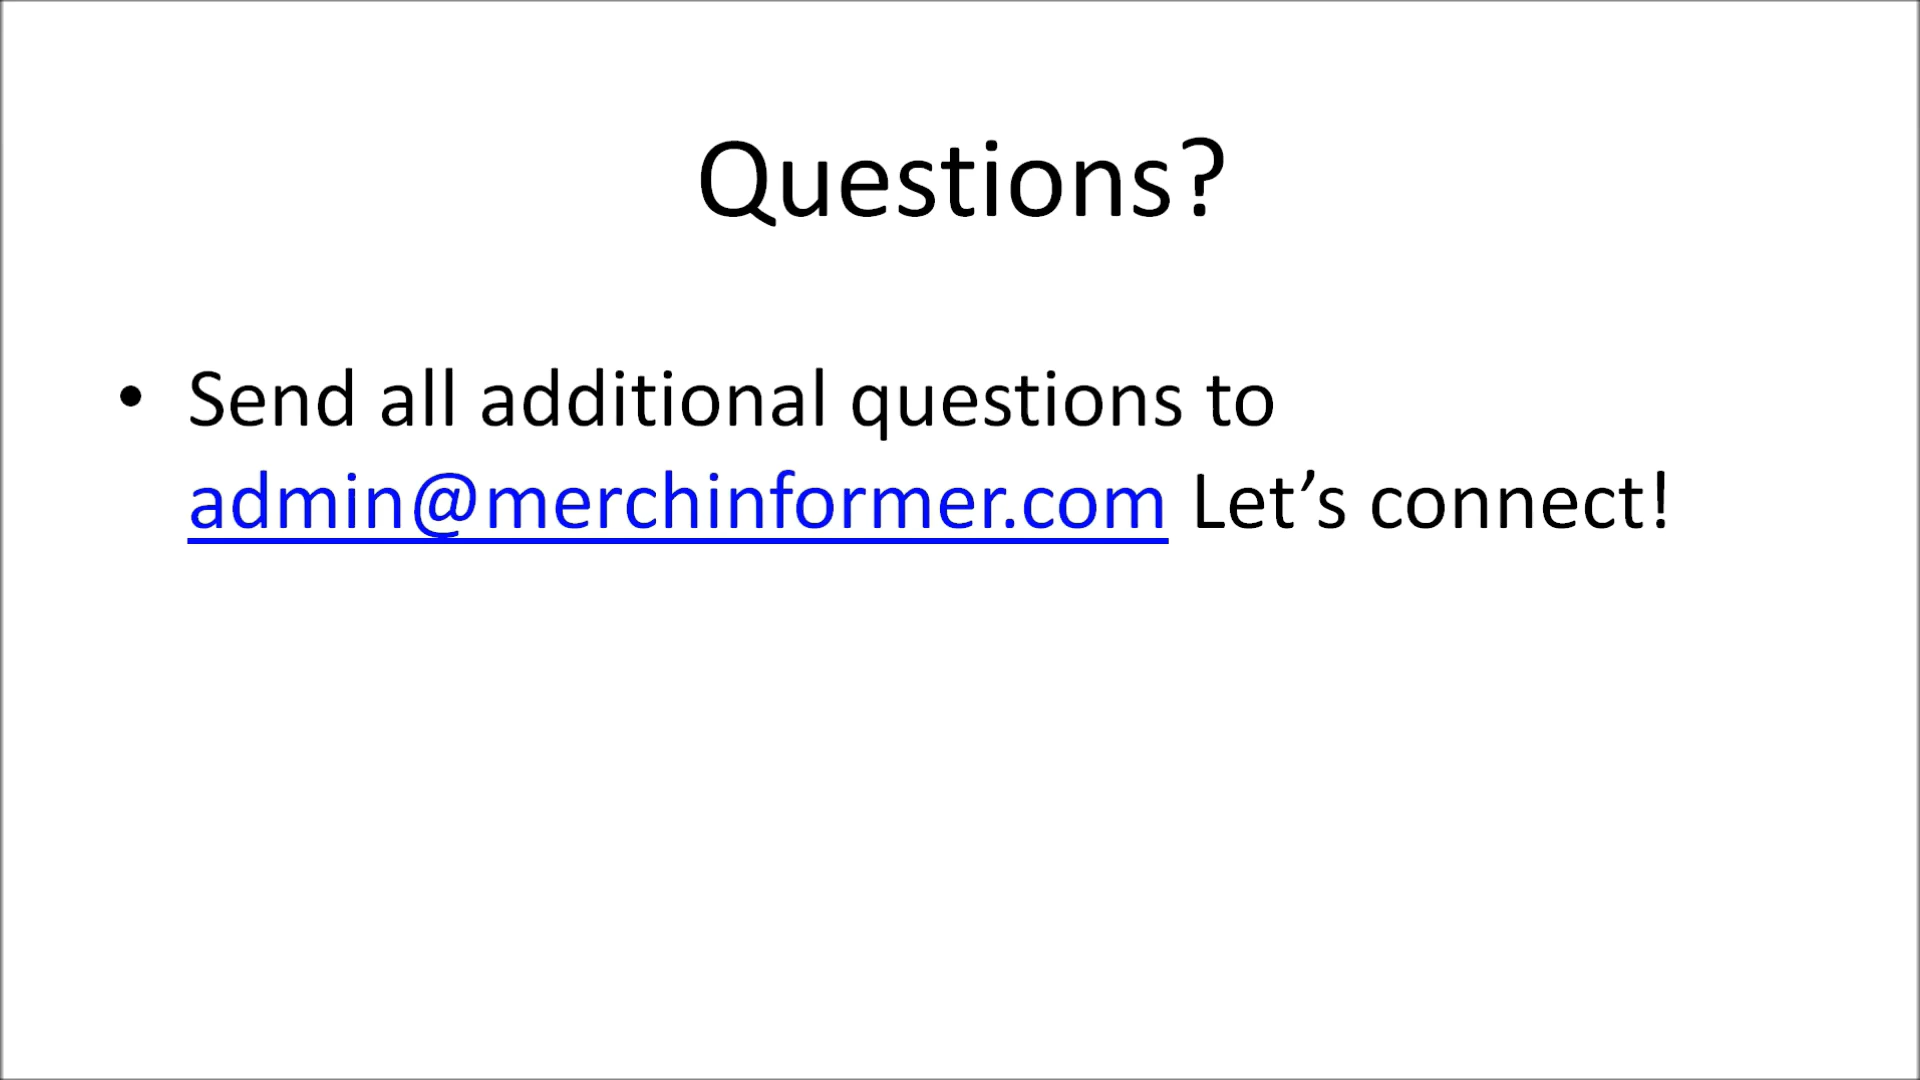 Questions?
• Send all additional questions to
admin@merchinformer.com Let’s connect!